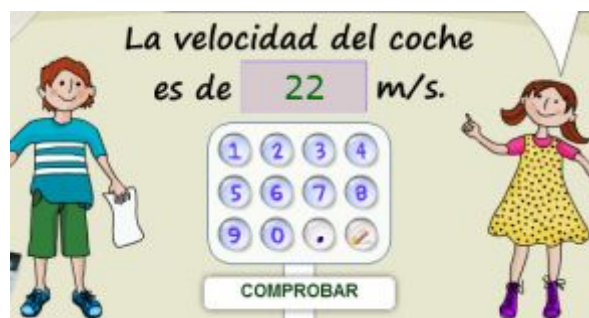 La velocidad del coche
es de 22 m/s.
1 2 3 4
5 6 7 8
9 0 .
COMPROBAR